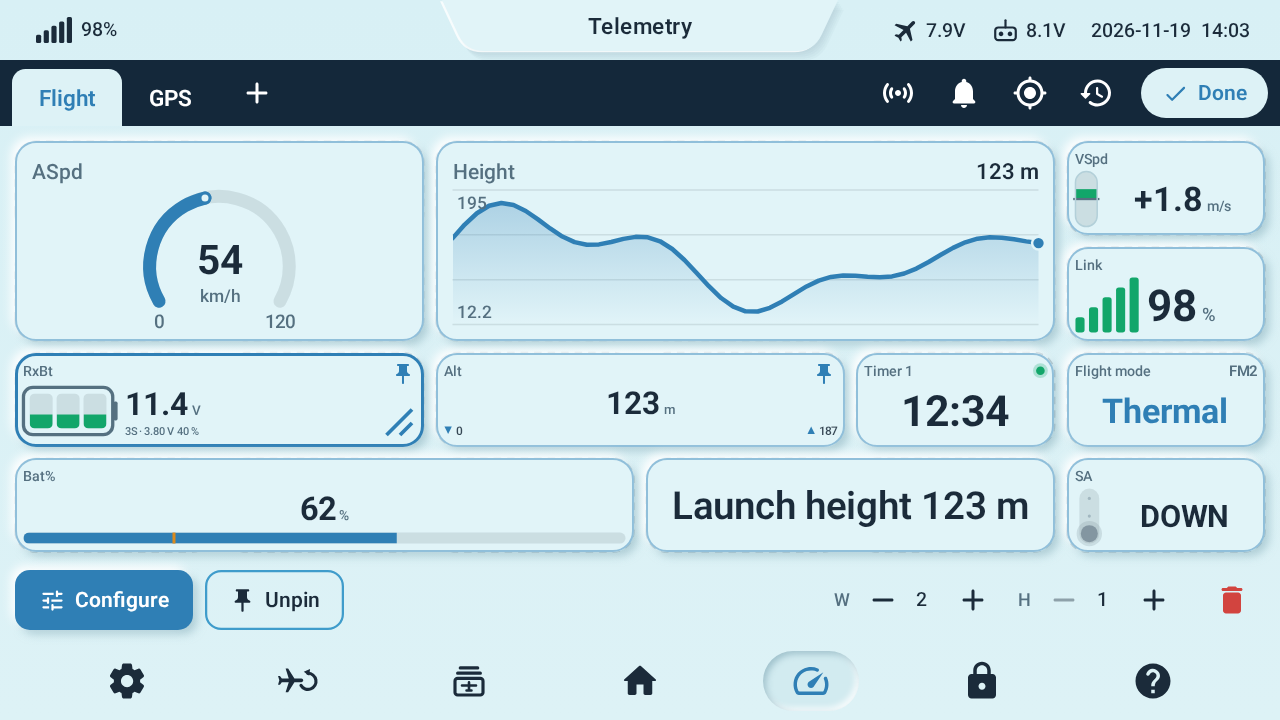 98%
Telemetry
7.9V
8.1V
2026-11-19 14:03
Flight
GPS
Done
ASpd
54
km/h
0
120
Height
123 m
195
12.2
VSpd
+1.8 m/s
Link
98 %
RxBt
11.4 V
3S · 3.80 V 40 %
Alt
123 m
▼ 0
▲ 187
Timer 1
12:34
Flight mode
FM2
Thermal
Bat%
62 %
Launch height 123 m
SA
DOWN
Configure
Unpin
W
2
H
1